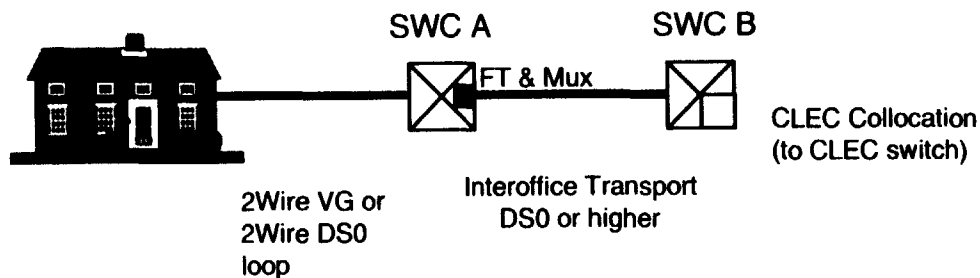 SWC A
SWC B
FT & Mux
CLEC Collocation
(to CLEC switch)
2Wire VG or
2Wire DS0
loop
Interoffice Transport
DS0 or higher